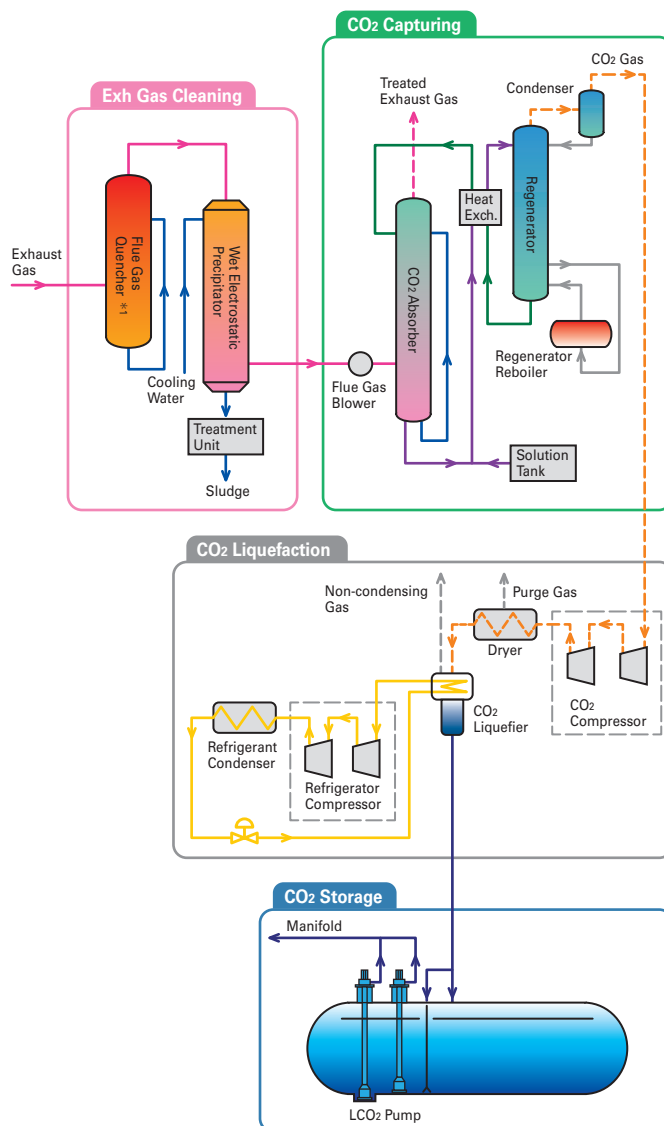 CO2 Capturing
CO2 Gas
Condenser
Treated
Exhaust Gas
Exh Gas Cleaning
Regenerator
Heat
Exch.
Flue Gas
Quencher *1
Wet Electrostatic
Precipitator
Exhaust
Gas
CO2 Absorber
Regenerator
Reboiler
Cooling
Water
Flue Gas
Blower
Treatment
Unit
Solution
Tank
Sludge
CO2 Liquefaction
Non-condensing
Gas
Purge Gas
Dryer
CO2
Compressor
CO2
Liquefier
Refrigerant
Condenser
Refrigerator
Compressor
CO2 Storage
Manifold
LCO2 Pump